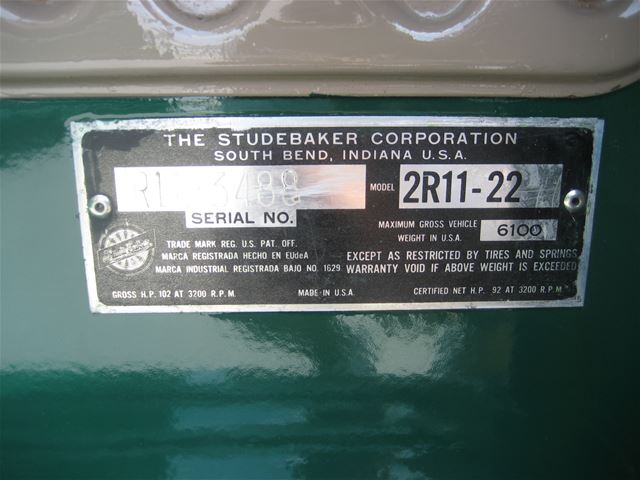 THE STUDEBAKER CORPORATION
SOUTH BEND, INDIANA U.S.A.
MODEL 2R11-22
SERIAL NO.
MAXIMUM GROSS VEHICLE
WEIGHT IN U.S.A. 6100
TRADE MARK REG. U.S. PAT. OFF.
MARCA REGISTRADA HECHO EN EUdeA
MARCA INDUSTRIAL REGISTRADA BAJO NO. 1629
EXCEPT AS RESTRICTED BY TIRES AND SPRINGS
WARRANTY VOID IF ABOVE WEIGHT IS EXCEEDED
GROSS H.P. 102 AT 3200 R.P.M.
MADE IN U.S.A.
CERTIFIED NET H.P. 92 AT 3200 R.P.M.